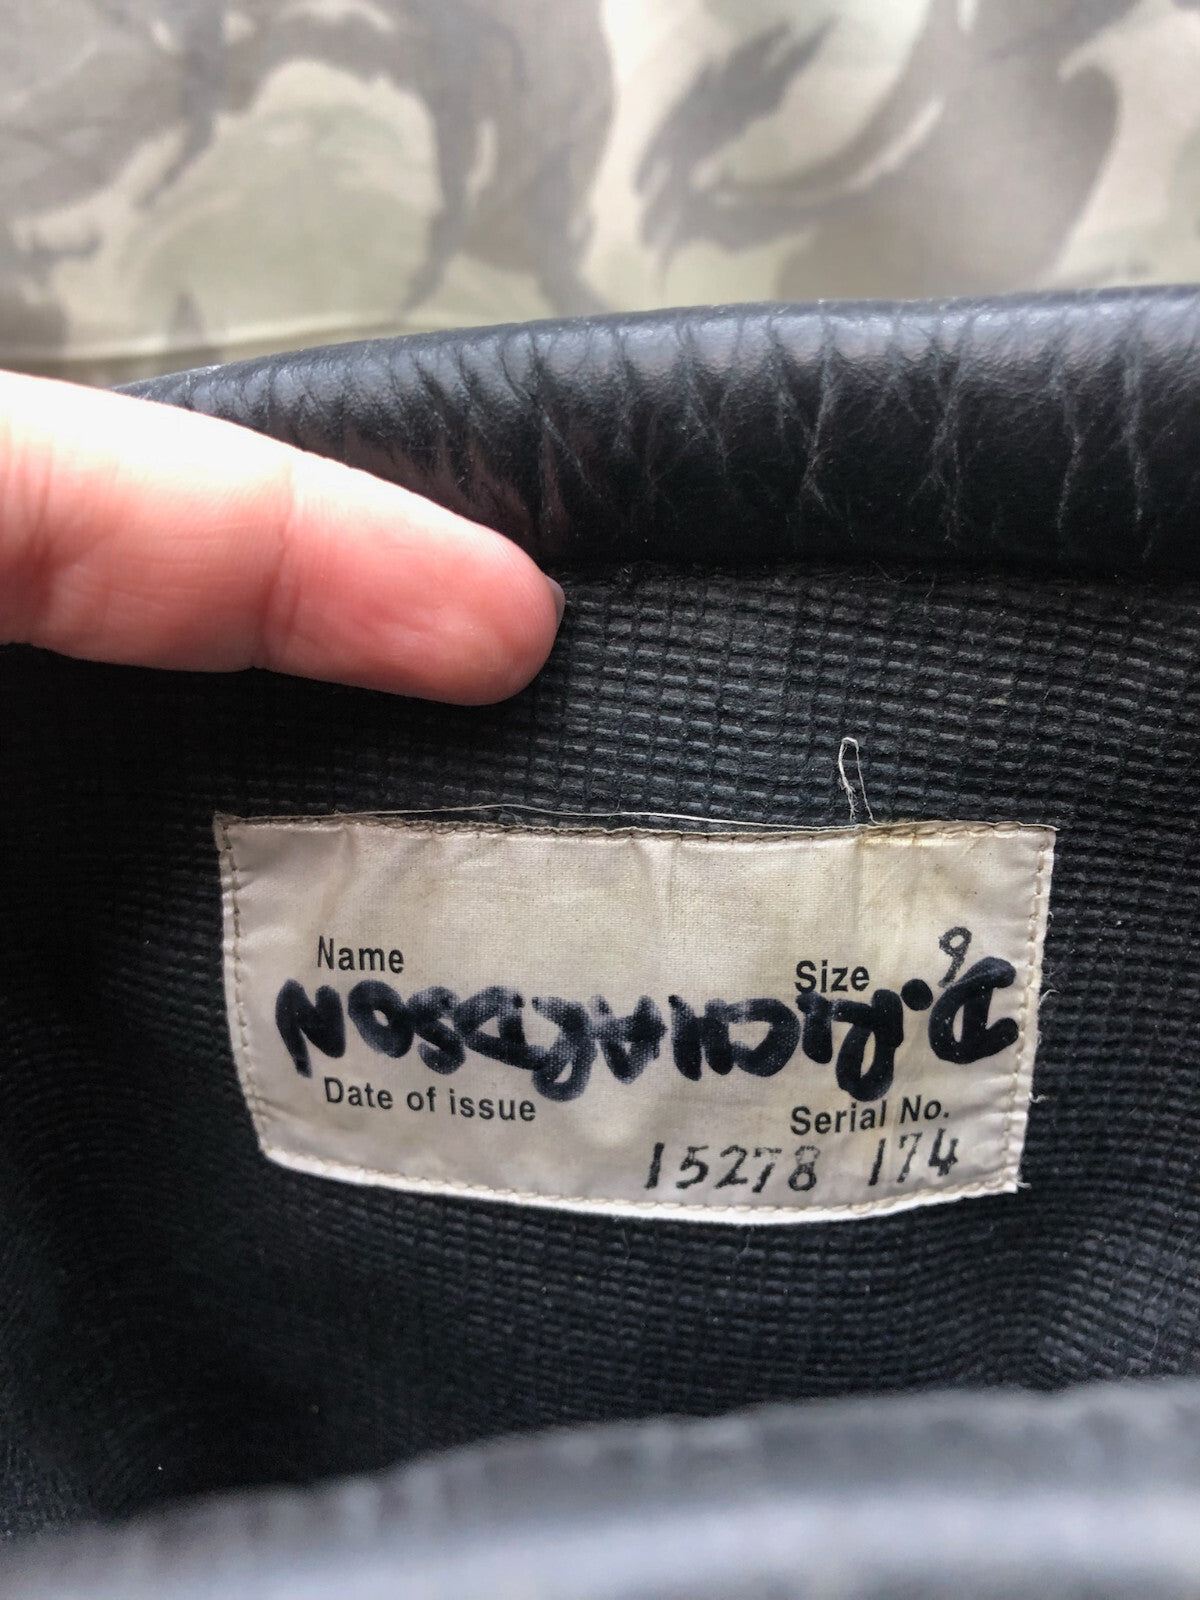 Name
Size 9
D.RICHARDSON
Date of issue
Serial No.
15278 174